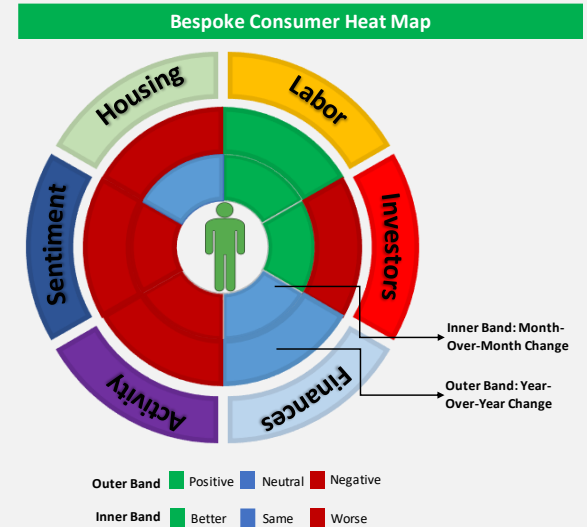 Bespoke Consumer Heat Map
Housing
Labor
Sentiment
Investors
Activity
Finances
Inner Band: Month-
Over-Month Change
Outer Band: Year-
Over-Year Change
Outer Band Positive Neutral Negative
Inner Band Better Same Worse